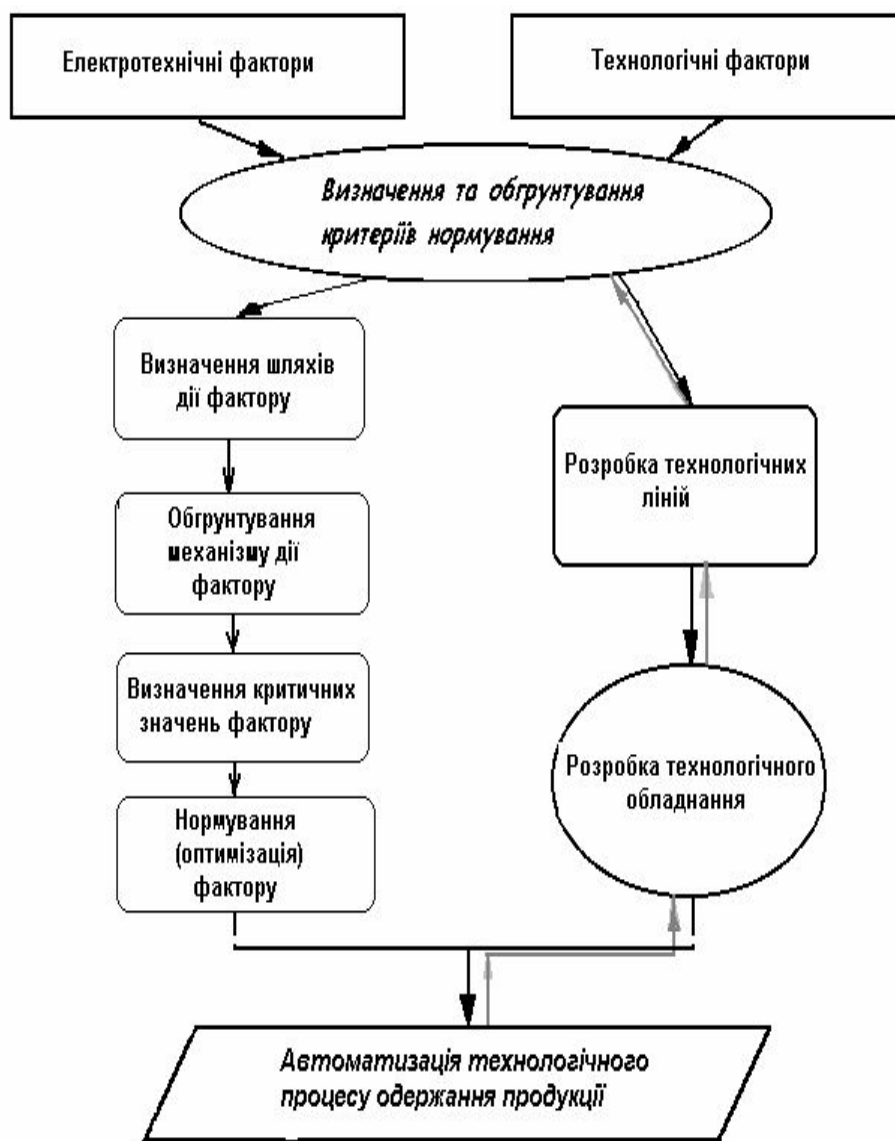 Електротехнічні фактори
Технологічні фактори
Визначення та обгрунтування
критеріїв нормування
Визначення шляхів
дії фактору
Обгрунтування
механізму дії
фактору
Визначення критичних
значень фактору
Нормування
(оптимізація)
фактору
Розробка технологічних
ліній
Розробка технологічного
обладнання
Автоматизація технологічного
процесу одержання продукції